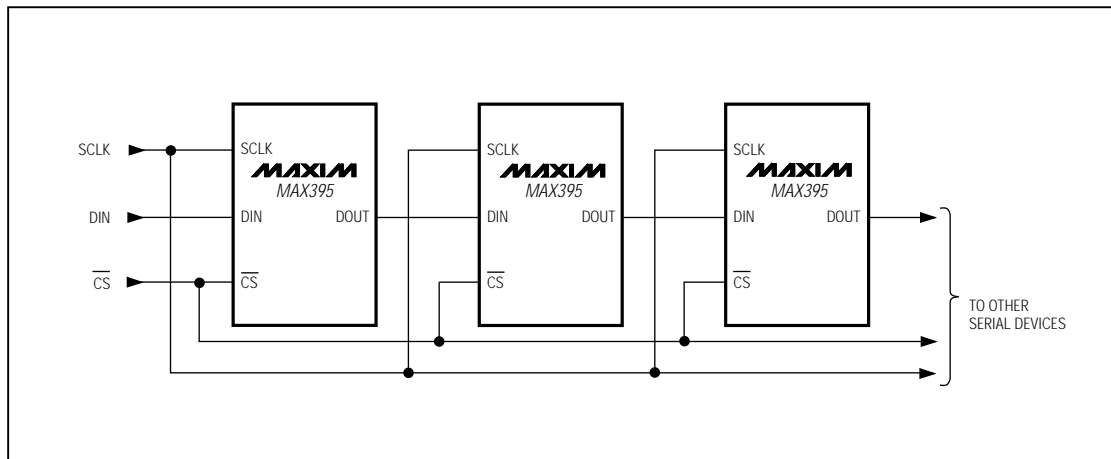 SCLK
SCLK
MAXIM
MAX395
DIN
DIN
DOUT
CS
CS
SCLK
MAXIM
MAX395
DIN
DOUT
CS
SCLK
MAXIM
MAX395
DIN
DOUT
CS
TO OTHER
SERIAL DEVICES